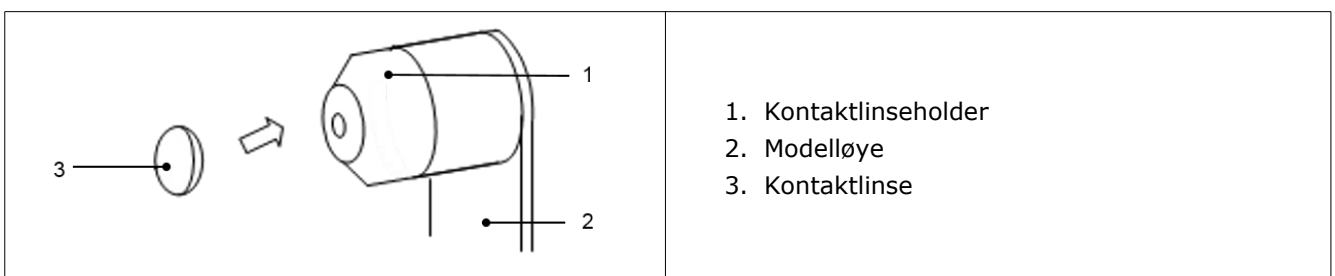 1
2
3
1. Kontaktlinseholder
2. Modelløye
3. Kontaktlinse